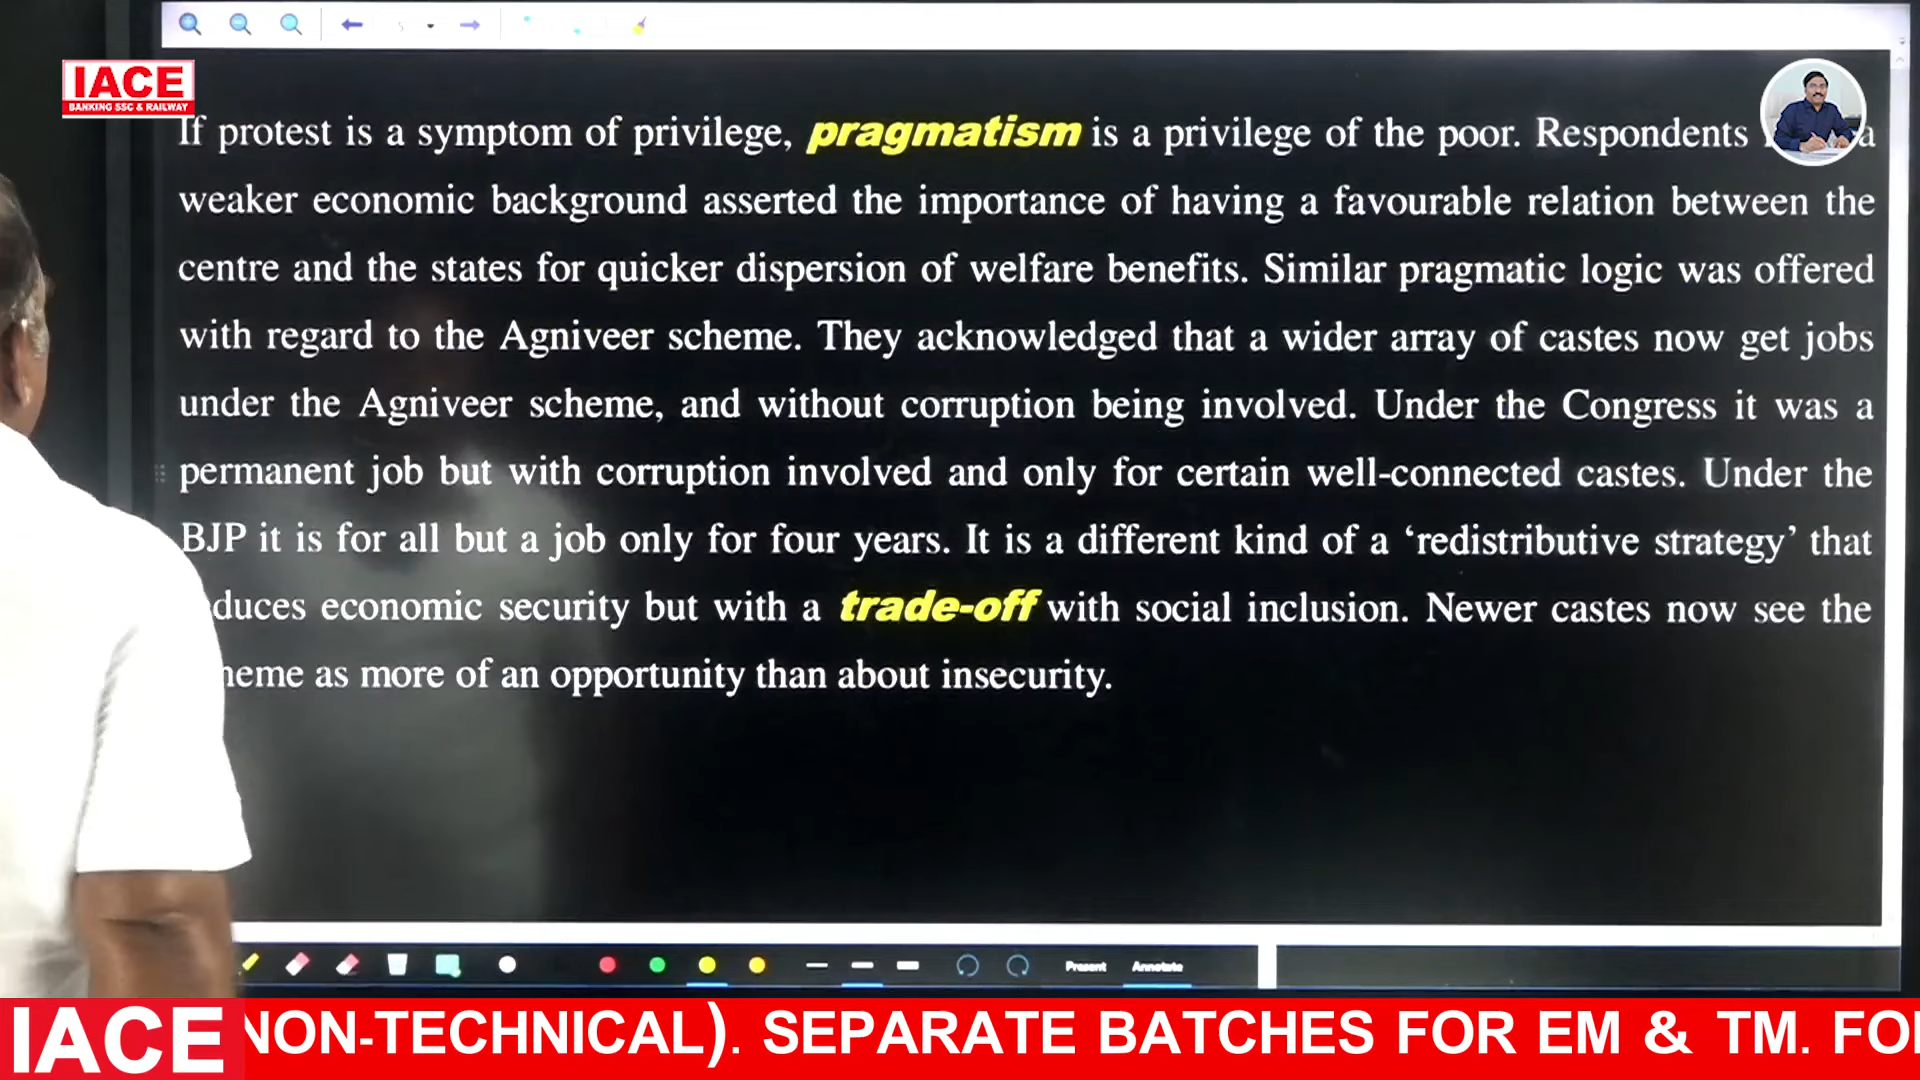 IACE
BANKING SSC & RAILWAY
If protest is a symptom of privilege, pragmatism is a privilege of the poor. Respondents a
weaker economic background asserted the importance of having a favourable relation between the
centre and the states for quicker dispersion of welfare benefits. Similar pragmatic logic was offered
with regard to the Agniveer scheme. They acknowledged that a wider array of castes now get jobs
under the Agniveer scheme, and without corruption being involved. Under the Congress it was a
permanent job but with corruption involved and only for certain well-connected castes. Under the
BJP it is for all but a job only for four years. It is a different kind of a ‘redistributive strategy’ that
duces economic security but with a trade-off with social inclusion. Newer castes now see the
heme as more of an opportunity than about insecurity.
Present Annotate
IACE NON-TECHNICAL). SEPARATE BATCHES FOR EM & TM. FO